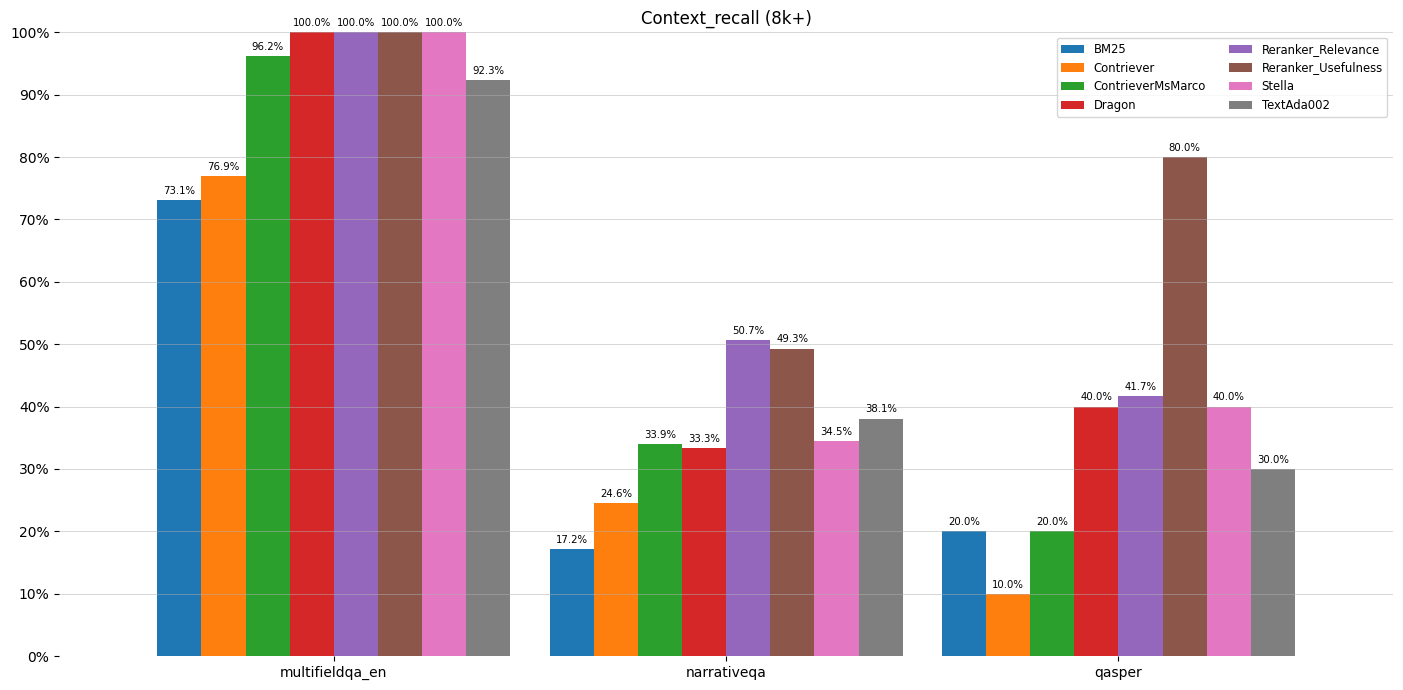 Context_recall (8k+)
100%
90%
80%
70%
60%
50%
40%
30%
20%
10%
0%
BM25
Contriever
ContrieverMsMarco
Dragon
Reranker_Relevance
Reranker_Usefulness
Stella
TextAda002
73.1%
76.9%
96.2%
100.0%
100.0%
100.0%
100.0%
92.3%
17.2%
24.6%
33.9%
33.3%
50.7%
49.3%
34.5%
38.1%
20.0%
10.0%
20.0%
40.0%
41.7%
80.0%
40.0%
30.0%
multifieldqa_en
narrativeqa
qasper